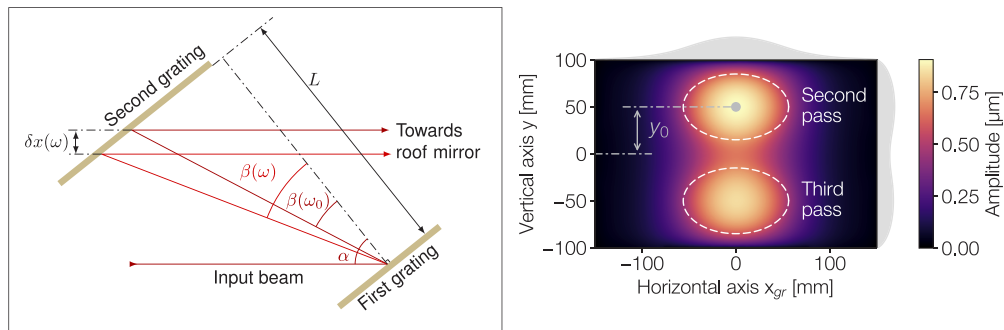 Second grating
L
δx(ω)
Towards
roof mirror
β(ω)
β(ω₀)
α
Input beam
First grating
Vertical axis y [mm]
100
50
0
−50
−100
y₀
Second
pass
Third
pass
−100
0
100
Horizontal axis x_gr [mm]
0.75
0.50
0.25
0.00
Amplitude [µm]